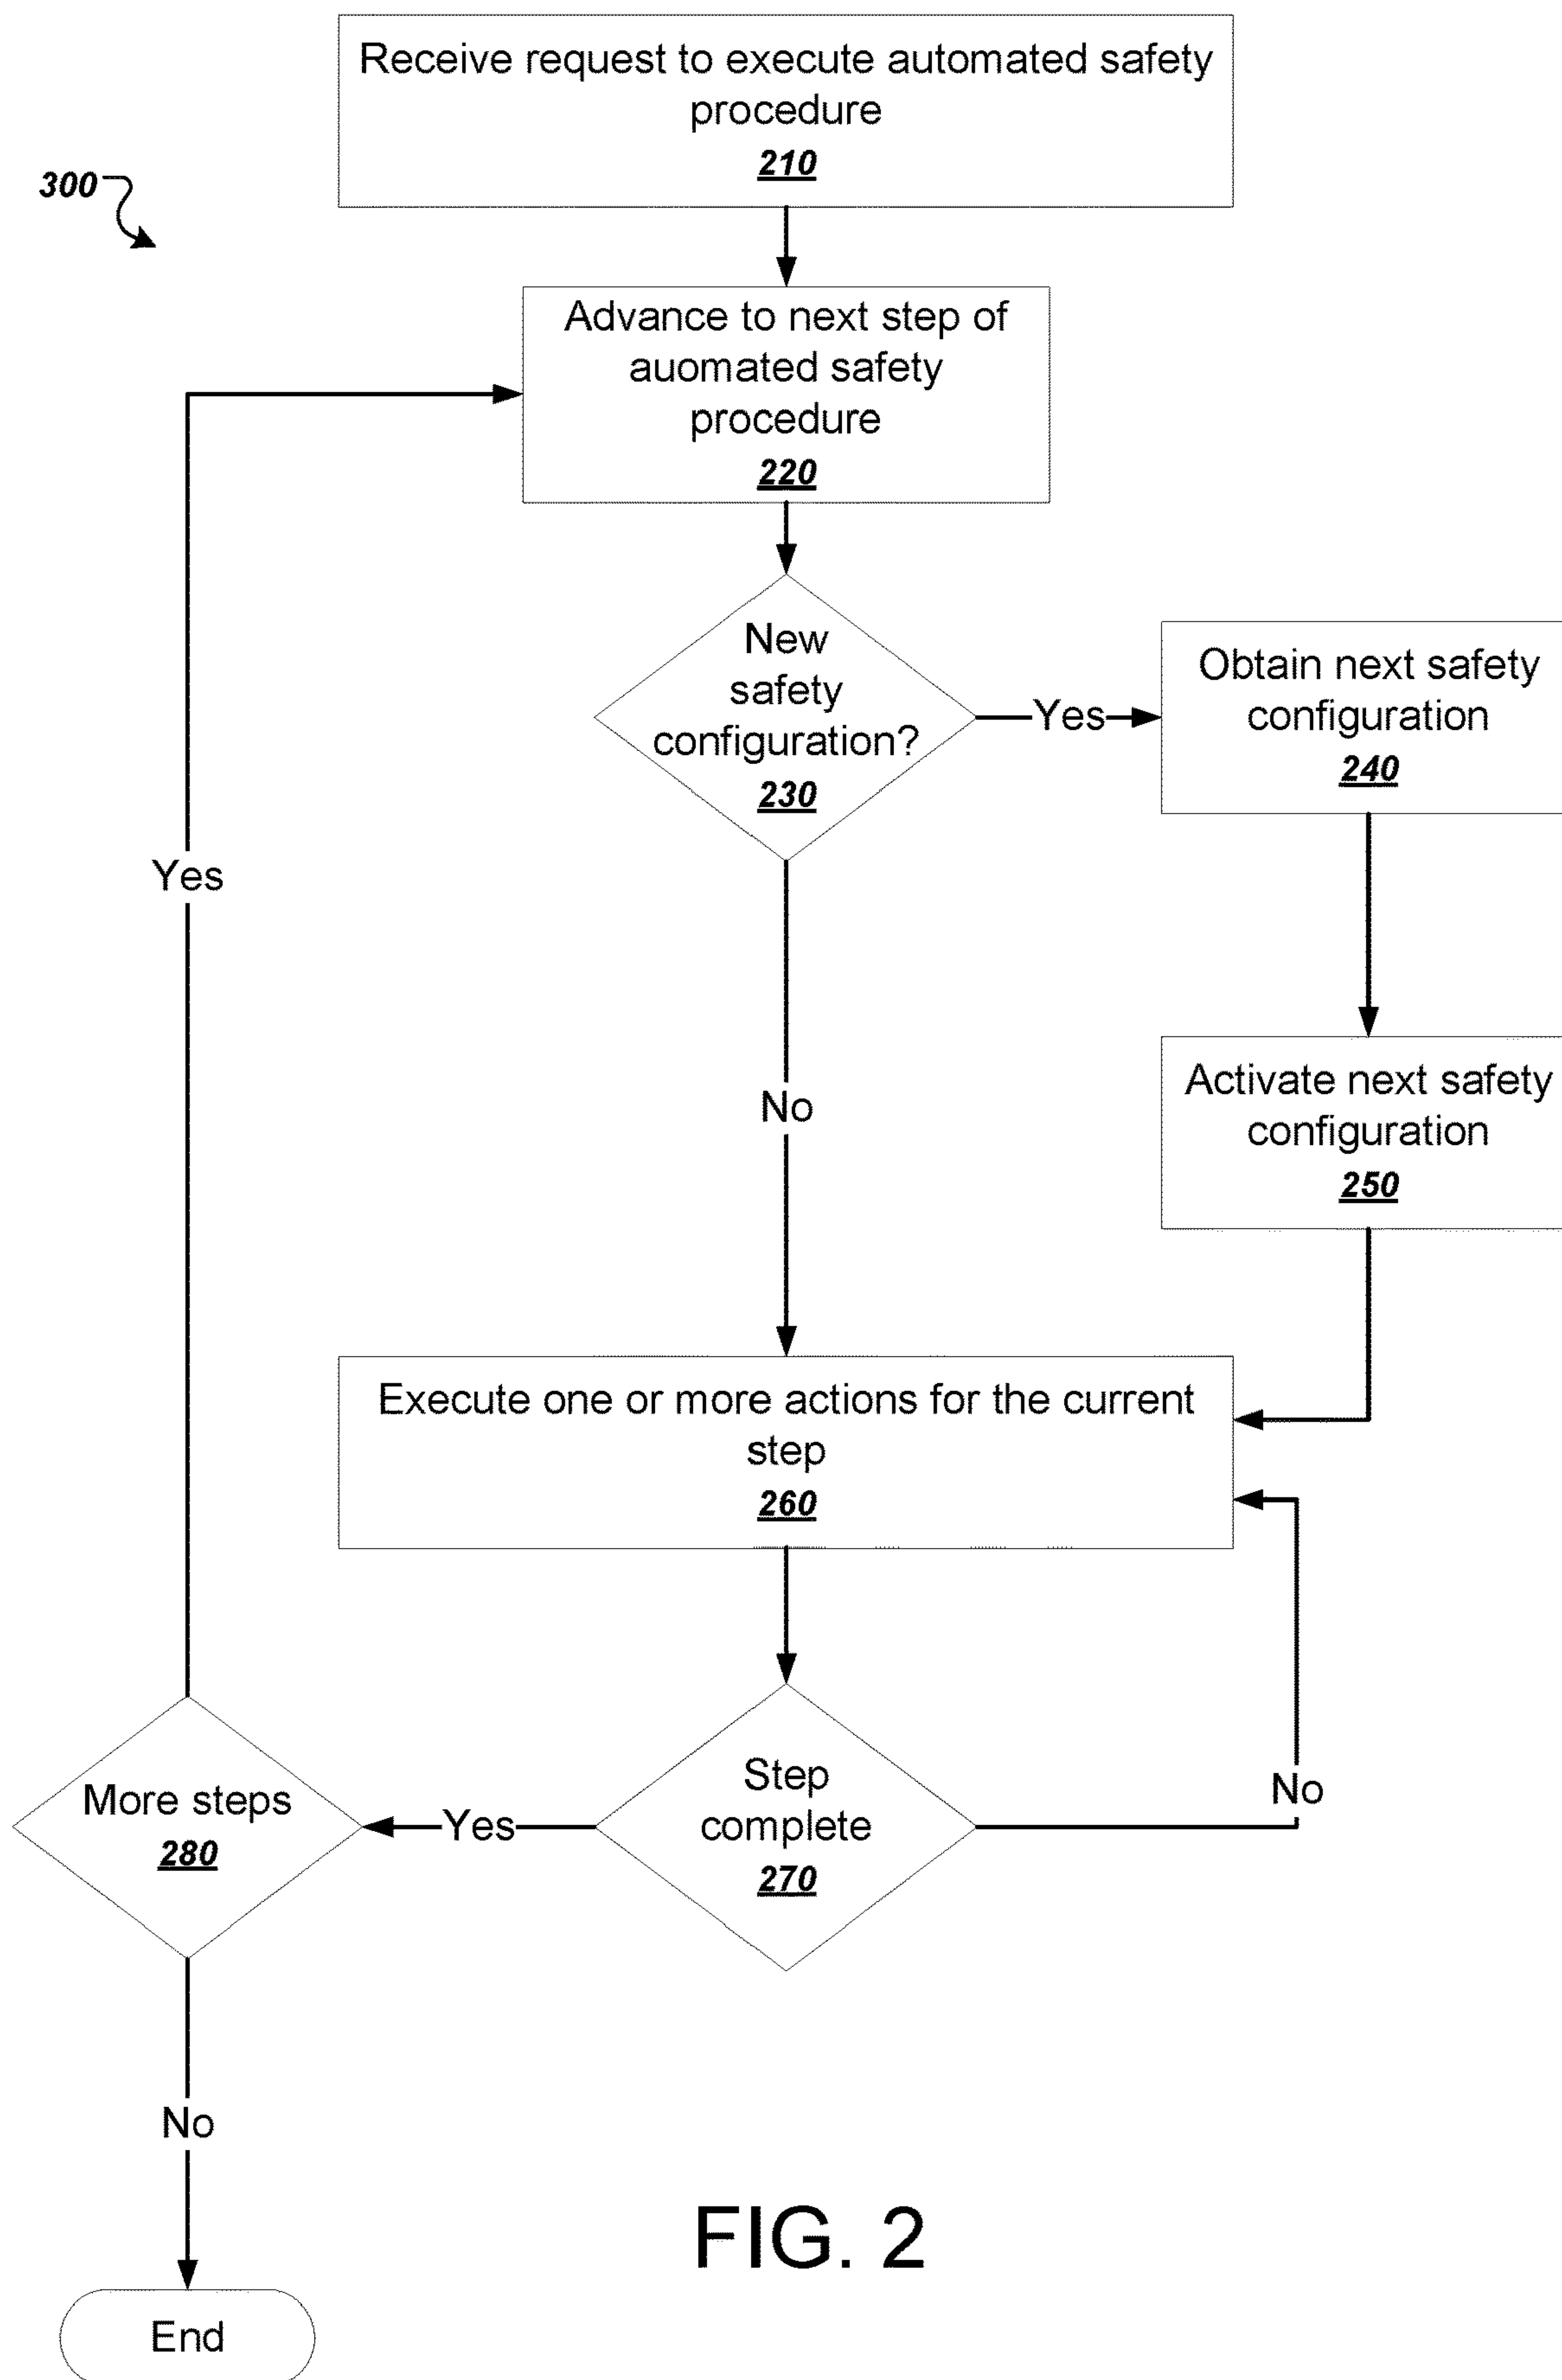 Receive request to execute automated safety
procedure
210
300
Advance to next step of
auomated safety
procedure
220
New
safety
configuration?
230
Yes
Obtain next safety
configuration
240
Yes
No
Activate next safety
configuration
250
Execute one or more actions for the current
step
260
More steps
280
Yes
Step
complete
270
No
No
FIG. 2
End